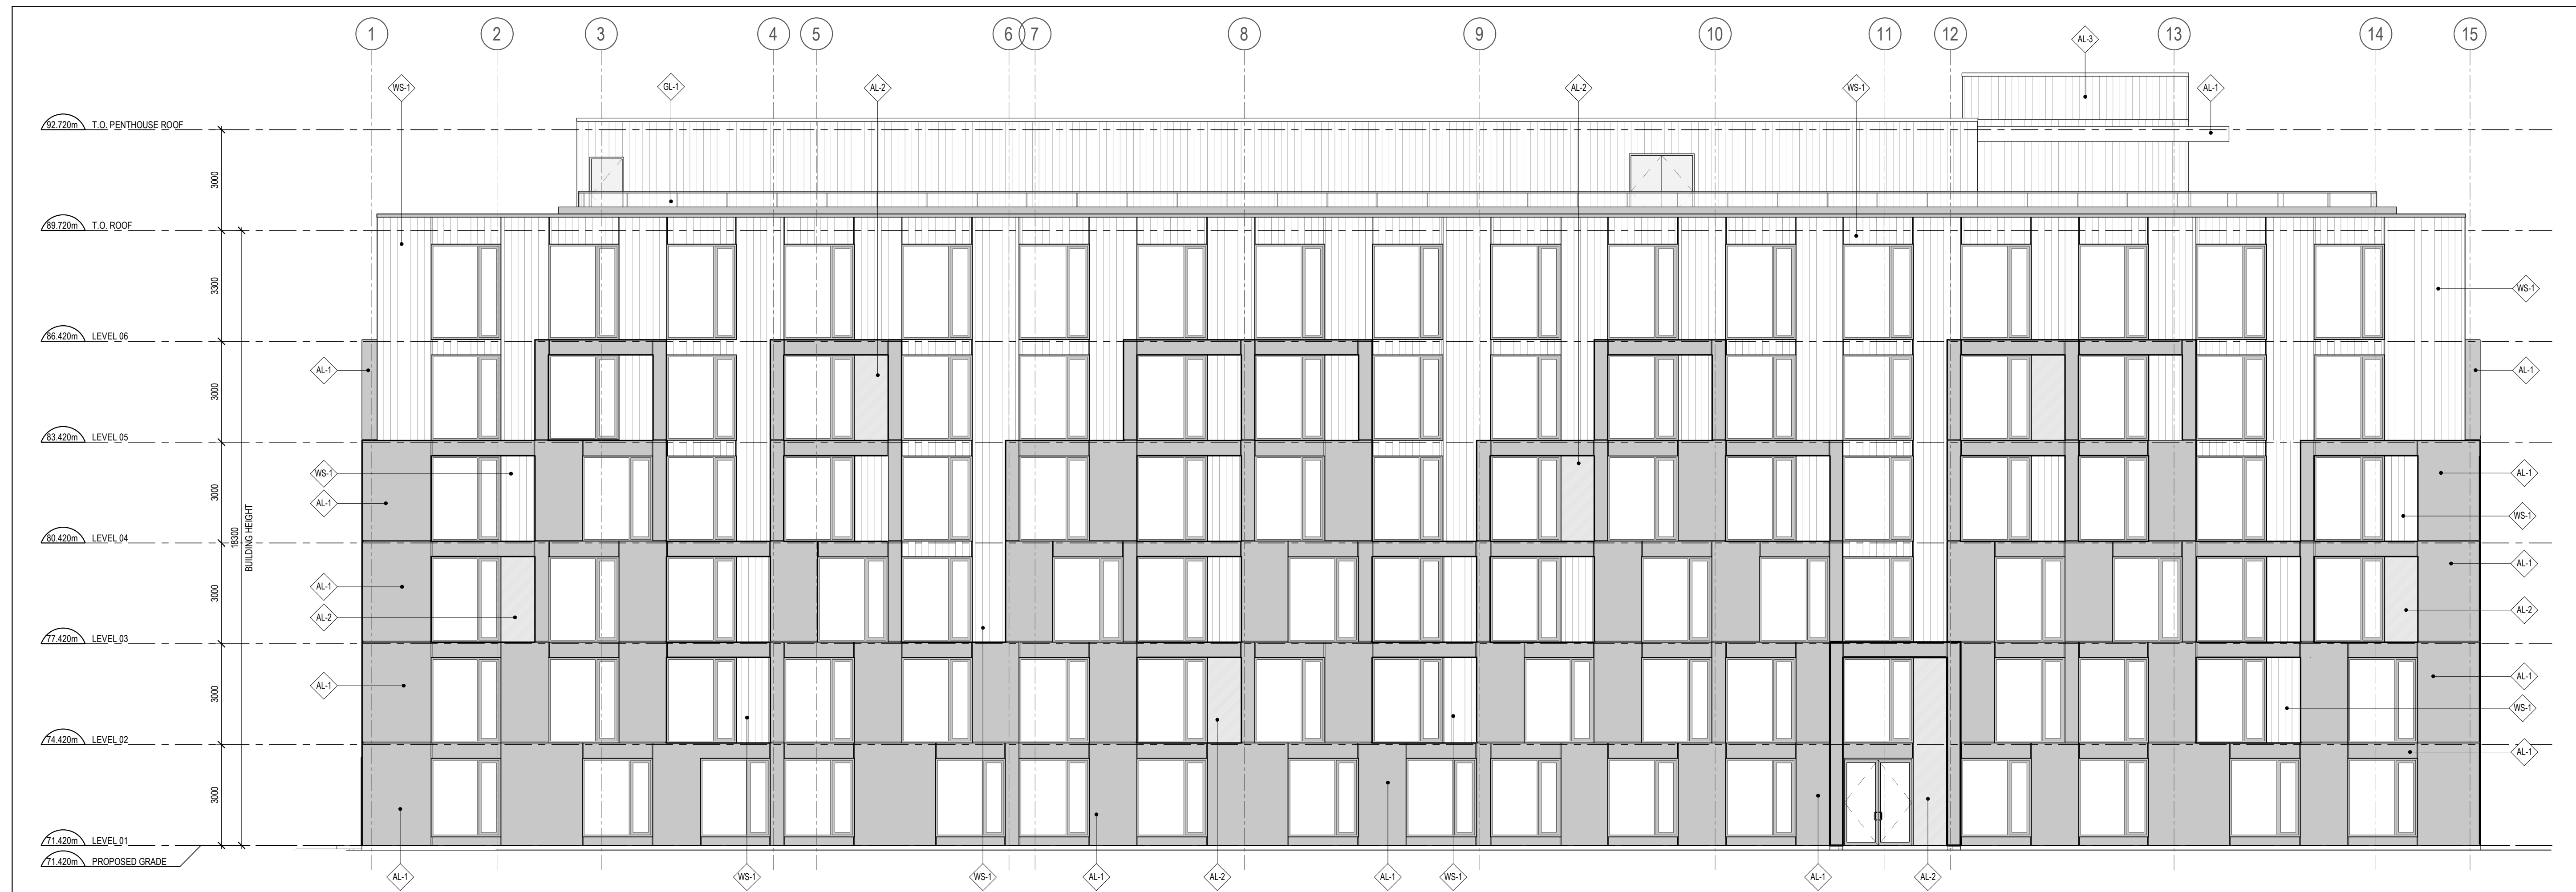 1 2 3 4 5 6 7 8 9 10 11 12 13 14 15
AL-3
WS-1 GL-1 AL-2 AL-2 WS-1 AL-1
92.720m T.O. PENTHOUSE ROOF
3000
89.720m T.O. ROOF
3300
WS-1
86.420m LEVEL 06
AL-1 AL-1
3000
83.420m LEVEL 05
WS-1 AL-1
3000
AL-1 WS-1
18300
BUILDING HEIGHT
80.420m LEVEL 04
AL-1
AL-1
3000
AL-2 AL-2
77.420m LEVEL 03
AL-1 AL-1
3000
WS-1
74.420m LEVEL 02
AL-1
3000
71.420m LEVEL 01
71.420m PROPOSED GRADE
AL-1 WS-1 WS-1 AL-1 AL-2 AL-1 WS-1 AL-1 AL-2